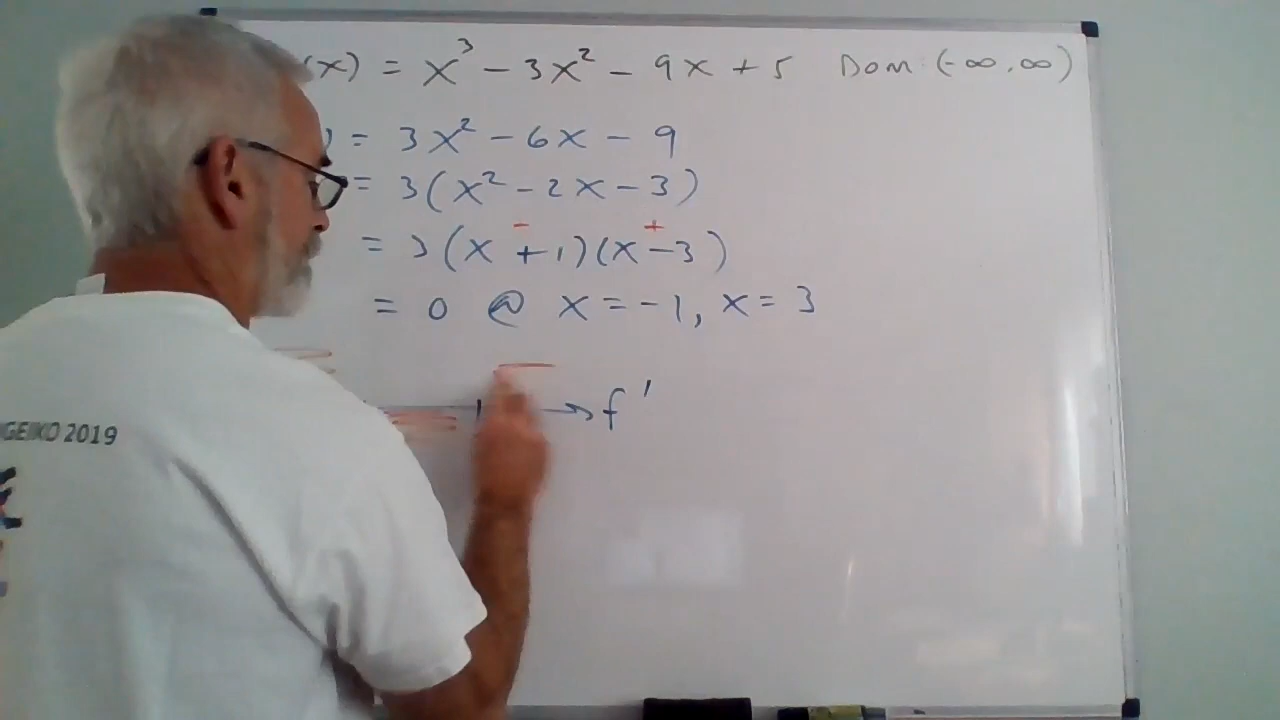 (x) = x³ - 3x² - 9x + 5 Dom: (-∞, ∞)
) = 3x² - 6x - 9
= 3(x² - 2x - 3)
- +
= 3(x + 1)(x - 3)
= 0 @ x = -1, x = 3
f'
GEIKO 2019